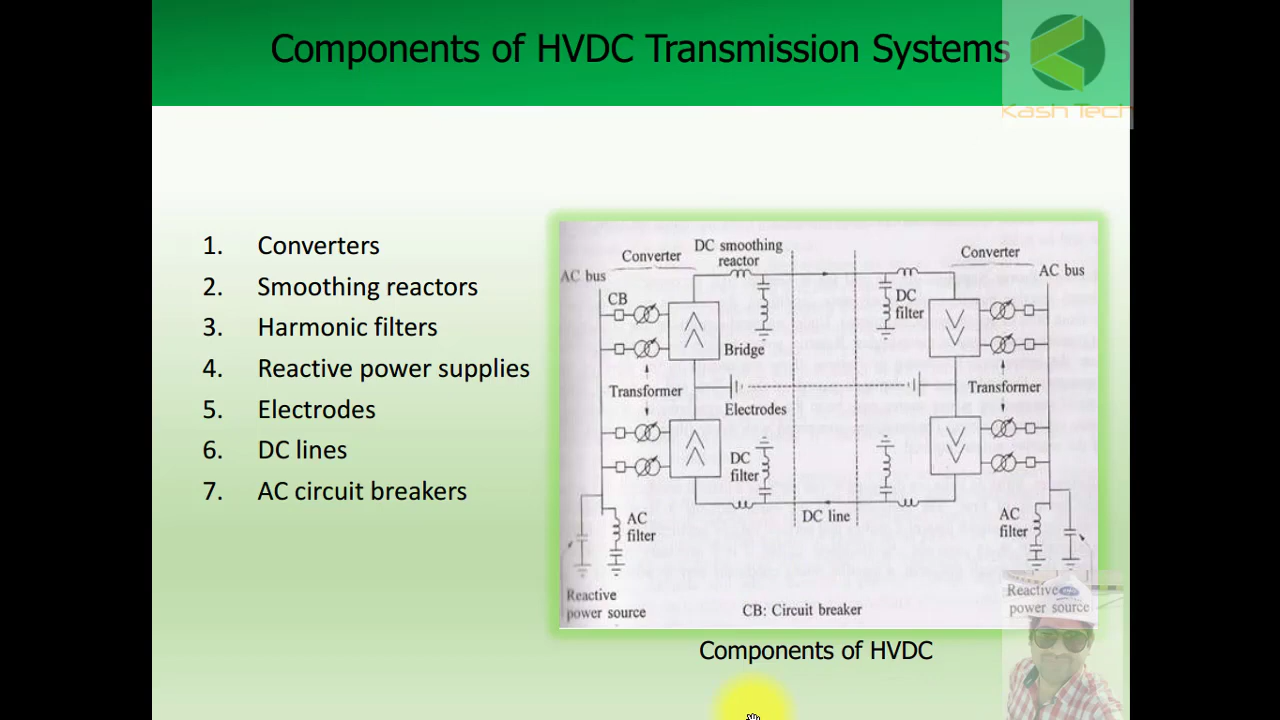 Components of HVDC Transmission Systems
Kash Tech
1. Converters
2. Smoothing reactors
3. Harmonic filters
4. Reactive power supplies
5. Electrodes
6. DC lines
7. AC circuit breakers
DC smoothing
reactor
Converter
Converter
AC bus
AC bus
CB
DC
filter
Bridge
Transformer
Transformer
Electrodes
DC
filter
DC line
AC
filter
AC
filter
Reactive
power source
Reactive
power source
CB: Circuit breaker
Components of HVDC